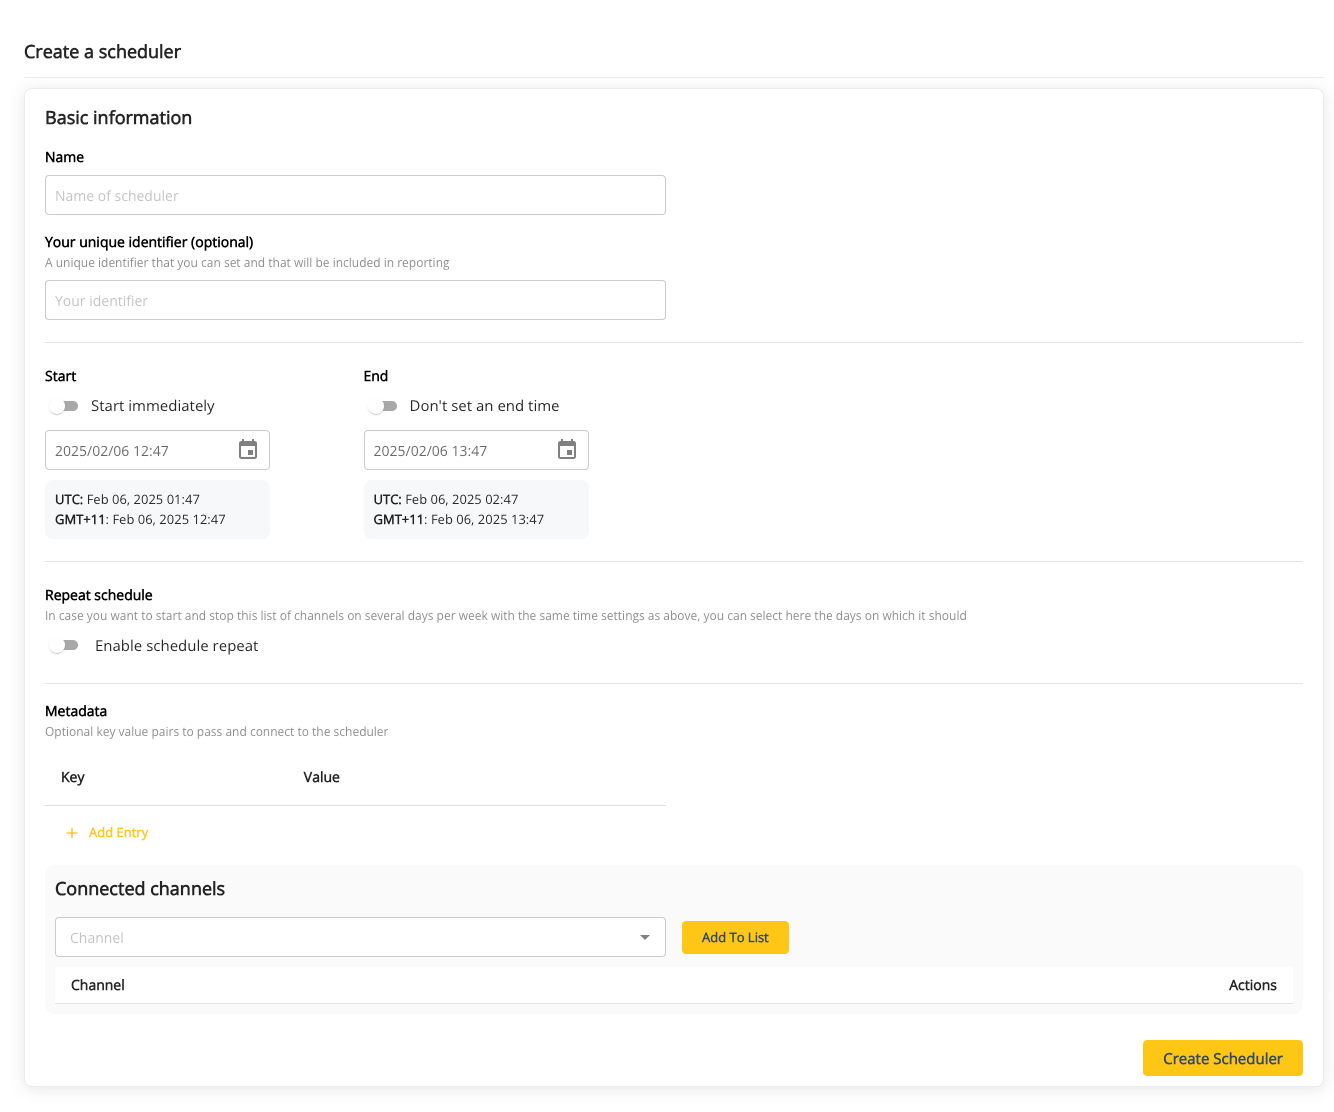 Create a scheduler
Basic information
Name
Name of scheduler
Your unique identifier (optional)
A unique identifier that you can set and that will be included in reporting
Your identifier
Start
End
Start immediately
Don't set an end time
2025/02/06 12:47
2025/02/06 13:47
UTC: Feb 06, 2025 01:47
GMT+11: Feb 06, 2025 12:47
UTC: Feb 06, 2025 02:47
GMT+11: Feb 06, 2025 13:47
Repeat schedule
In case you want to start and stop this list of channels on several days per week with the same time settings as above, you can select here the days on which it should
Enable schedule repeat
Metadata
Optional key value pairs to pass and connect to the scheduler
Key
Value
+ Add Entry
Connected channels
Channel
Add To List
Channel
Actions
Create Scheduler